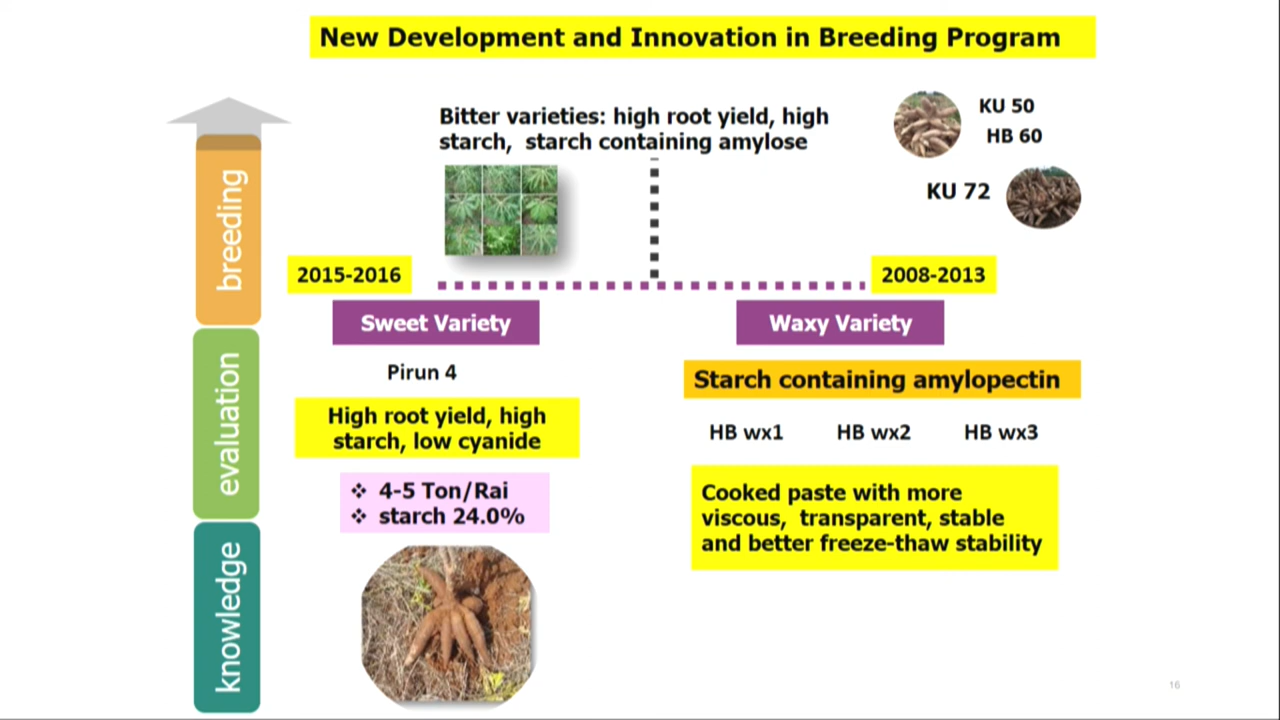 New Development and Innovation in Breeding Program
Bitter varieties: high root yield, high
starch, starch containing amylose
KU 50
HB 60
KU 72
breeding
evaluation
knowledge
2015-2016
2008-2013
Sweet Variety
Pirun 4
High root yield, high
starch, low cyanide
❖ 4-5 Ton/Rai
❖ starch 24.0%
Waxy Variety
Starch containing amylopectin
HB wx1 HB wx2 HB wx3
Cooked paste with more
viscous, transparent, stable
and better freeze-thaw stability
16